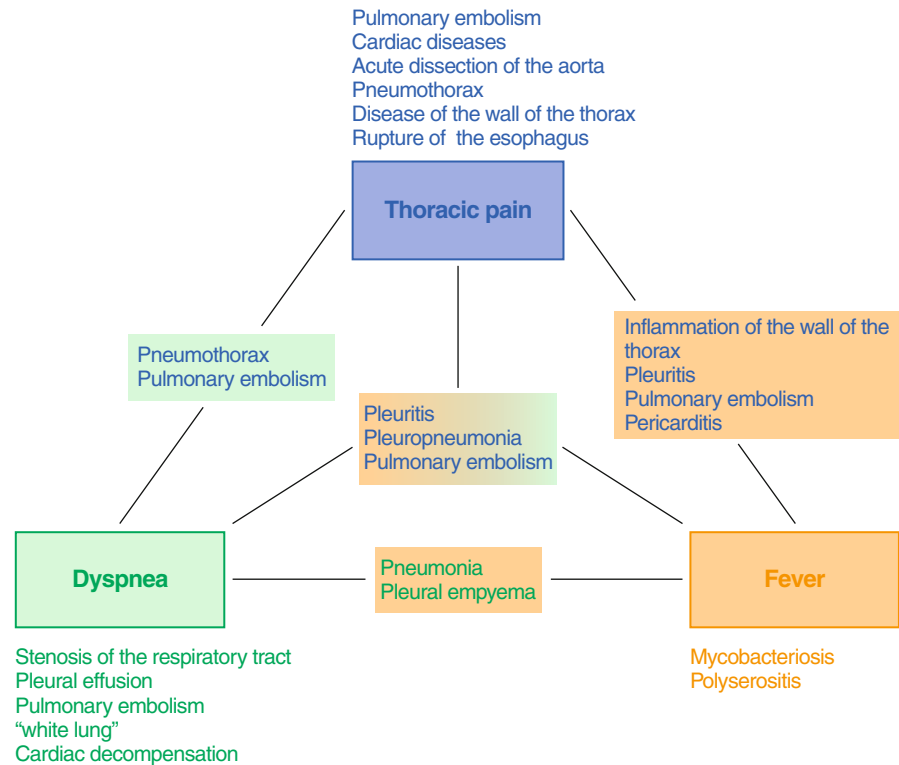 Pulmonary embolism
Cardiac diseases
Acute dissection of the aorta
Pneumothorax
Disease of the wall of the thorax
Rupture of the esophagus
Thoracic pain
Pneumothorax
Pulmonary embolism
Inflammation of the wall of the
thorax
Pleuritis
Pulmonary embolism
Pericarditis
Pleuritis
Pleuropneumonia
Pulmonary embolism
Dyspnea
Pneumonia
Pleural empyema
Fever
Stenosis of the respiratory tract
Pleural effusion
Pulmonary embolism
“white lung”
Cardiac decompensation
Mycobacteriosis
Polyserositis